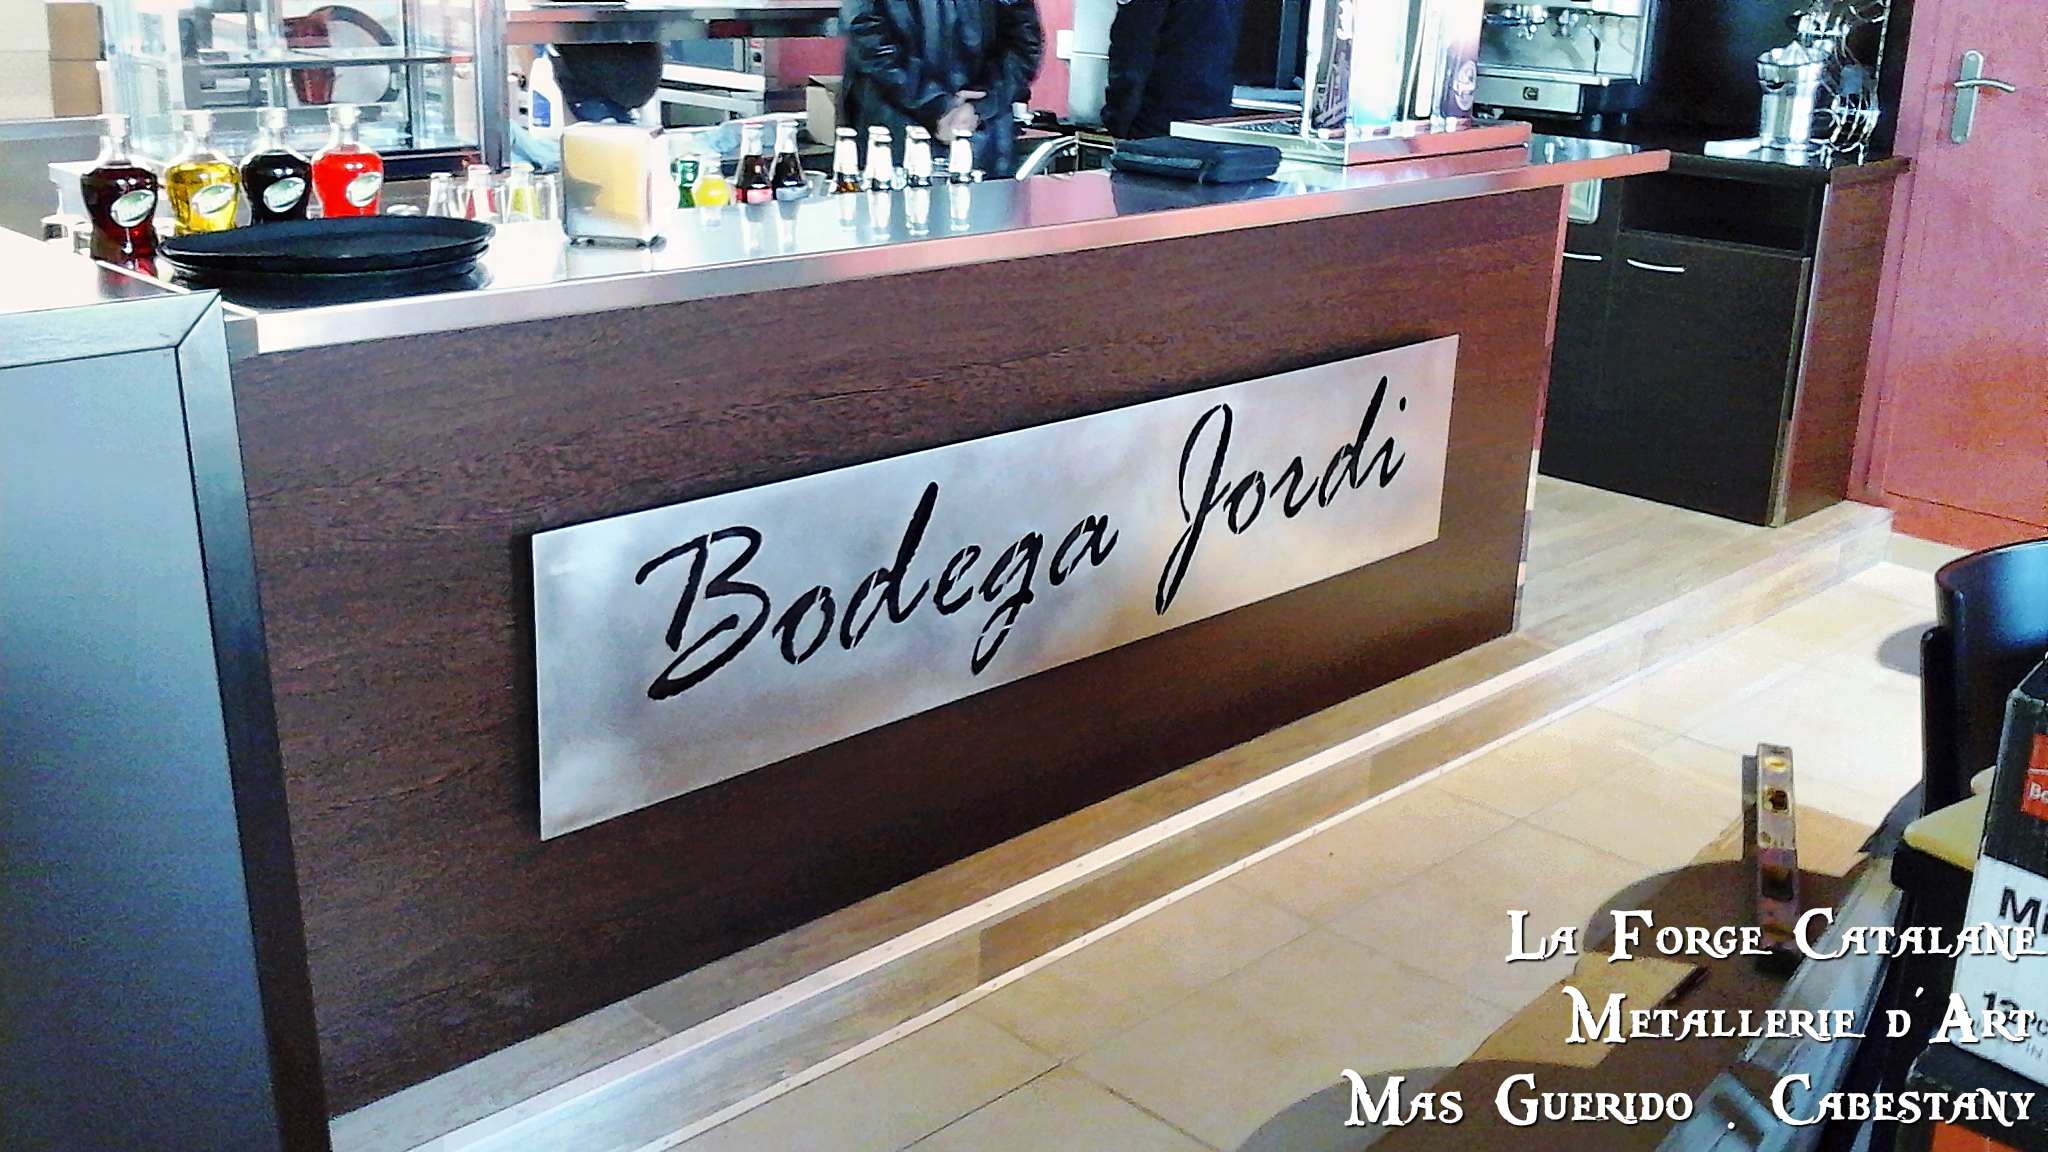 Bodega Jordi
La Forge Catalane
Metallerie d'Art
Mas Guerido . Cabestany